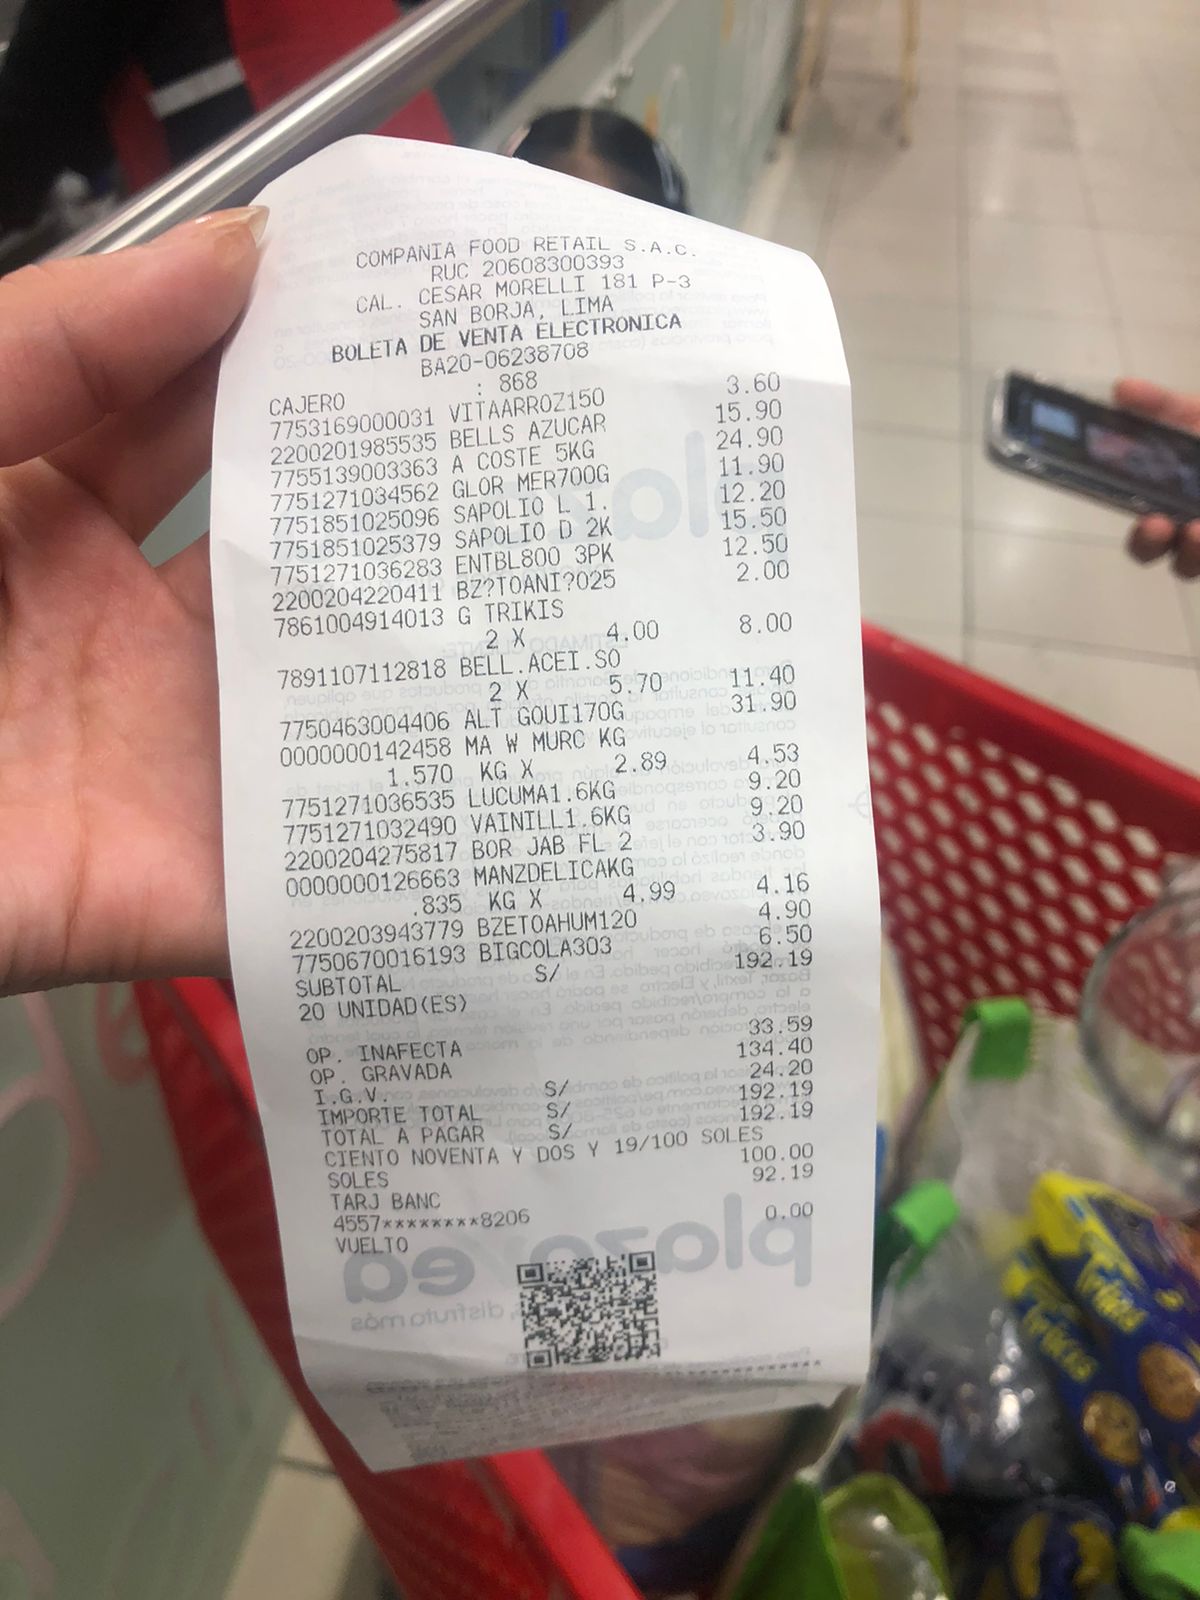 COMPANIA FOOD RETAIL S.A.C.
RUC 20608300393
CAL. CESAR MORELLI 181 P-3
SAN BORJA, LIMA
BOLETA DE VENTA ELECTRONICA
BA20-06238708
CAJERO : 868
7753169000031 VITAARROZ150 3.60
2200201985535 BELLS AZUCAR 15.90
7755139003363 A COSTE 5KG 24.90
7751271034562 GLOR MER700G 11.90
7751851025096 SAPOLIO L 1. 12.20
7751851025379 SAPOLIO D 2K 15.50
7751271036283 ENTBL800 3PK 12.50
2200204220411 BZ?TOANI?025 2.00
7861004914013 G TRIKIS
2 X 4.00 8.00
7891107112818 BELL.ACEI.SO
2 X 5.70 11.40
7750463004406 ALT GOUI170G 31.90
0000000142458 MA W MURC KG
1.570 KG X 2.89 4.53
7751271036535 LUCUMA1.6KG 9.20
7751271032490 VAINILL1.6KG 9.20
2200204275817 BOR JAB FL 2 3.90
0000000126663 MANZDELICAKG
.835 KG X 4.99 4.16
2200203943779 BZETOAHUM120 4.90
7750670016193 BIGCOLA303 6.50
SUBTOTAL S/ 192.19
20 UNIDAD(ES)
OP. INAFECTA 33.59
OP. GRAVADA 134.40
I.G.V. 24.20
IMPORTE TOTAL S/ 192.19
TOTAL A PAGAR S/ 192.19
CIENTO NOVENTA Y DOS Y 19/100 SOLES
SOLES 100.00
TARJ BANC 92.19
4557********8206
VUELTO 0.00